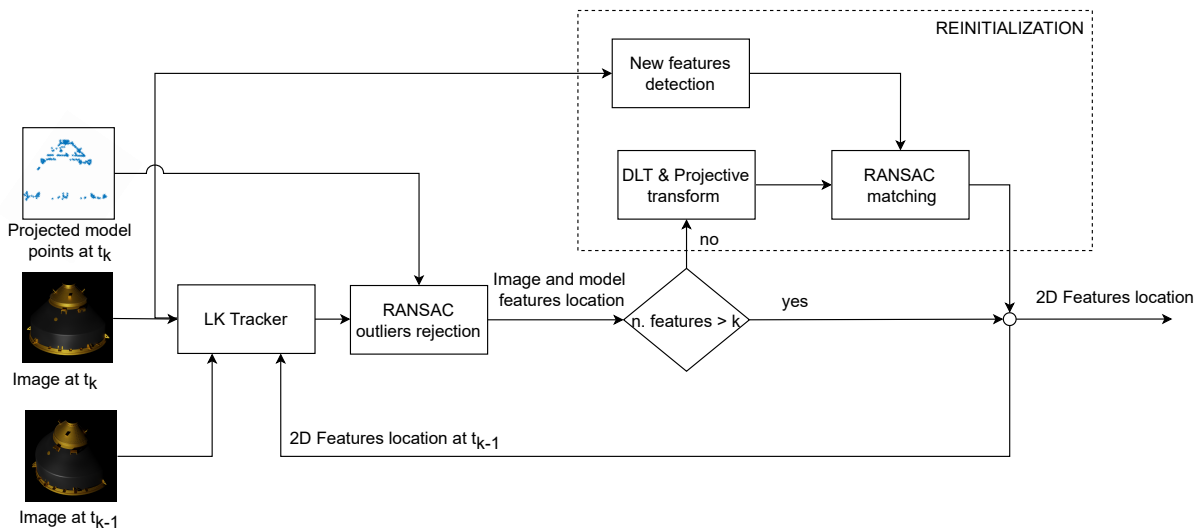 REINITIALIZATION
New features
detection
DLT & Projective
transform
RANSAC
matching
no
Projected model
points at tk
Image at tk
LK Tracker
RANSAC
outliers rejection
Image and model
features location
n. features > k
yes
2D Features location
2D Features location at tk-1
Image at tk-1